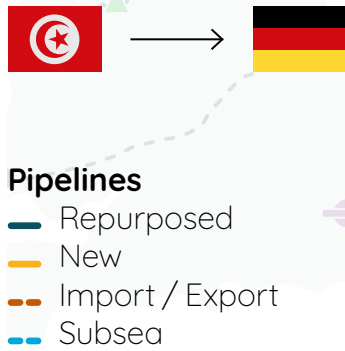 Pipelines
Repurposed
New
Import / Export
Subsea